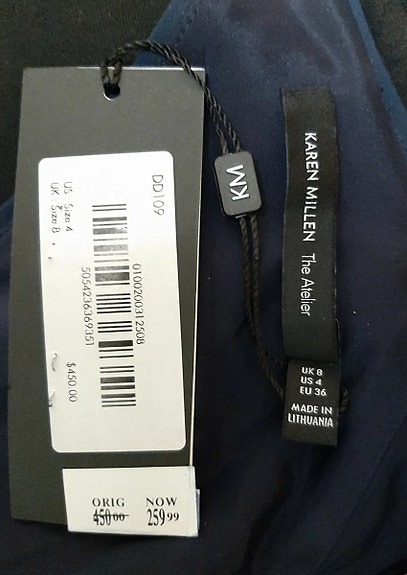 DD109
0100200312508
5054236369351
US Size 4
UK Size 8
$450.00
ORIG NOW
450 00 259 99
KM
KAREN MILLEN The Atelier
UK 8
US 4
EU 36
MADE IN
LITHUANIA